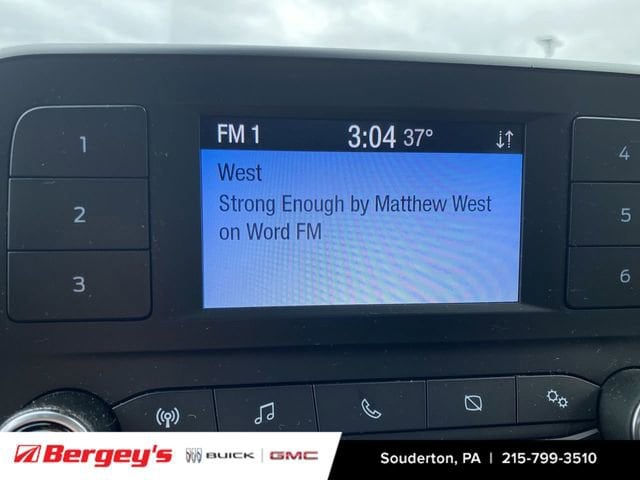 FM 1 3:04 37°
West
Strong Enough by Matthew West
on Word FM
1
2
3
4
5
6
Bergey's BUICK GMC Souderton, PA | 215-799-3510